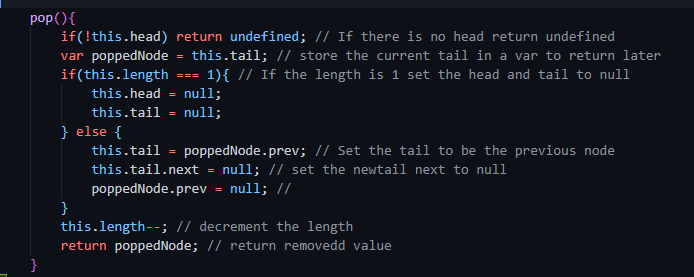 pop(){
if(!this.head) return undefined; // If there is no head return undefined
var poppedNode = this.tail; // store the current tail in a var to return later
if(this.length === 1){ // If the length is 1 set the head and tail to null
this.head = null;
this.tail = null;
} else {
this.tail = poppedNode.prev; // Set the tail to be the previous node
this.tail.next = null; // set the newtail next to null
poppedNode.prev = null; //
}
this.length--; // decrement the length
return poppedNode; // return removedd value
}